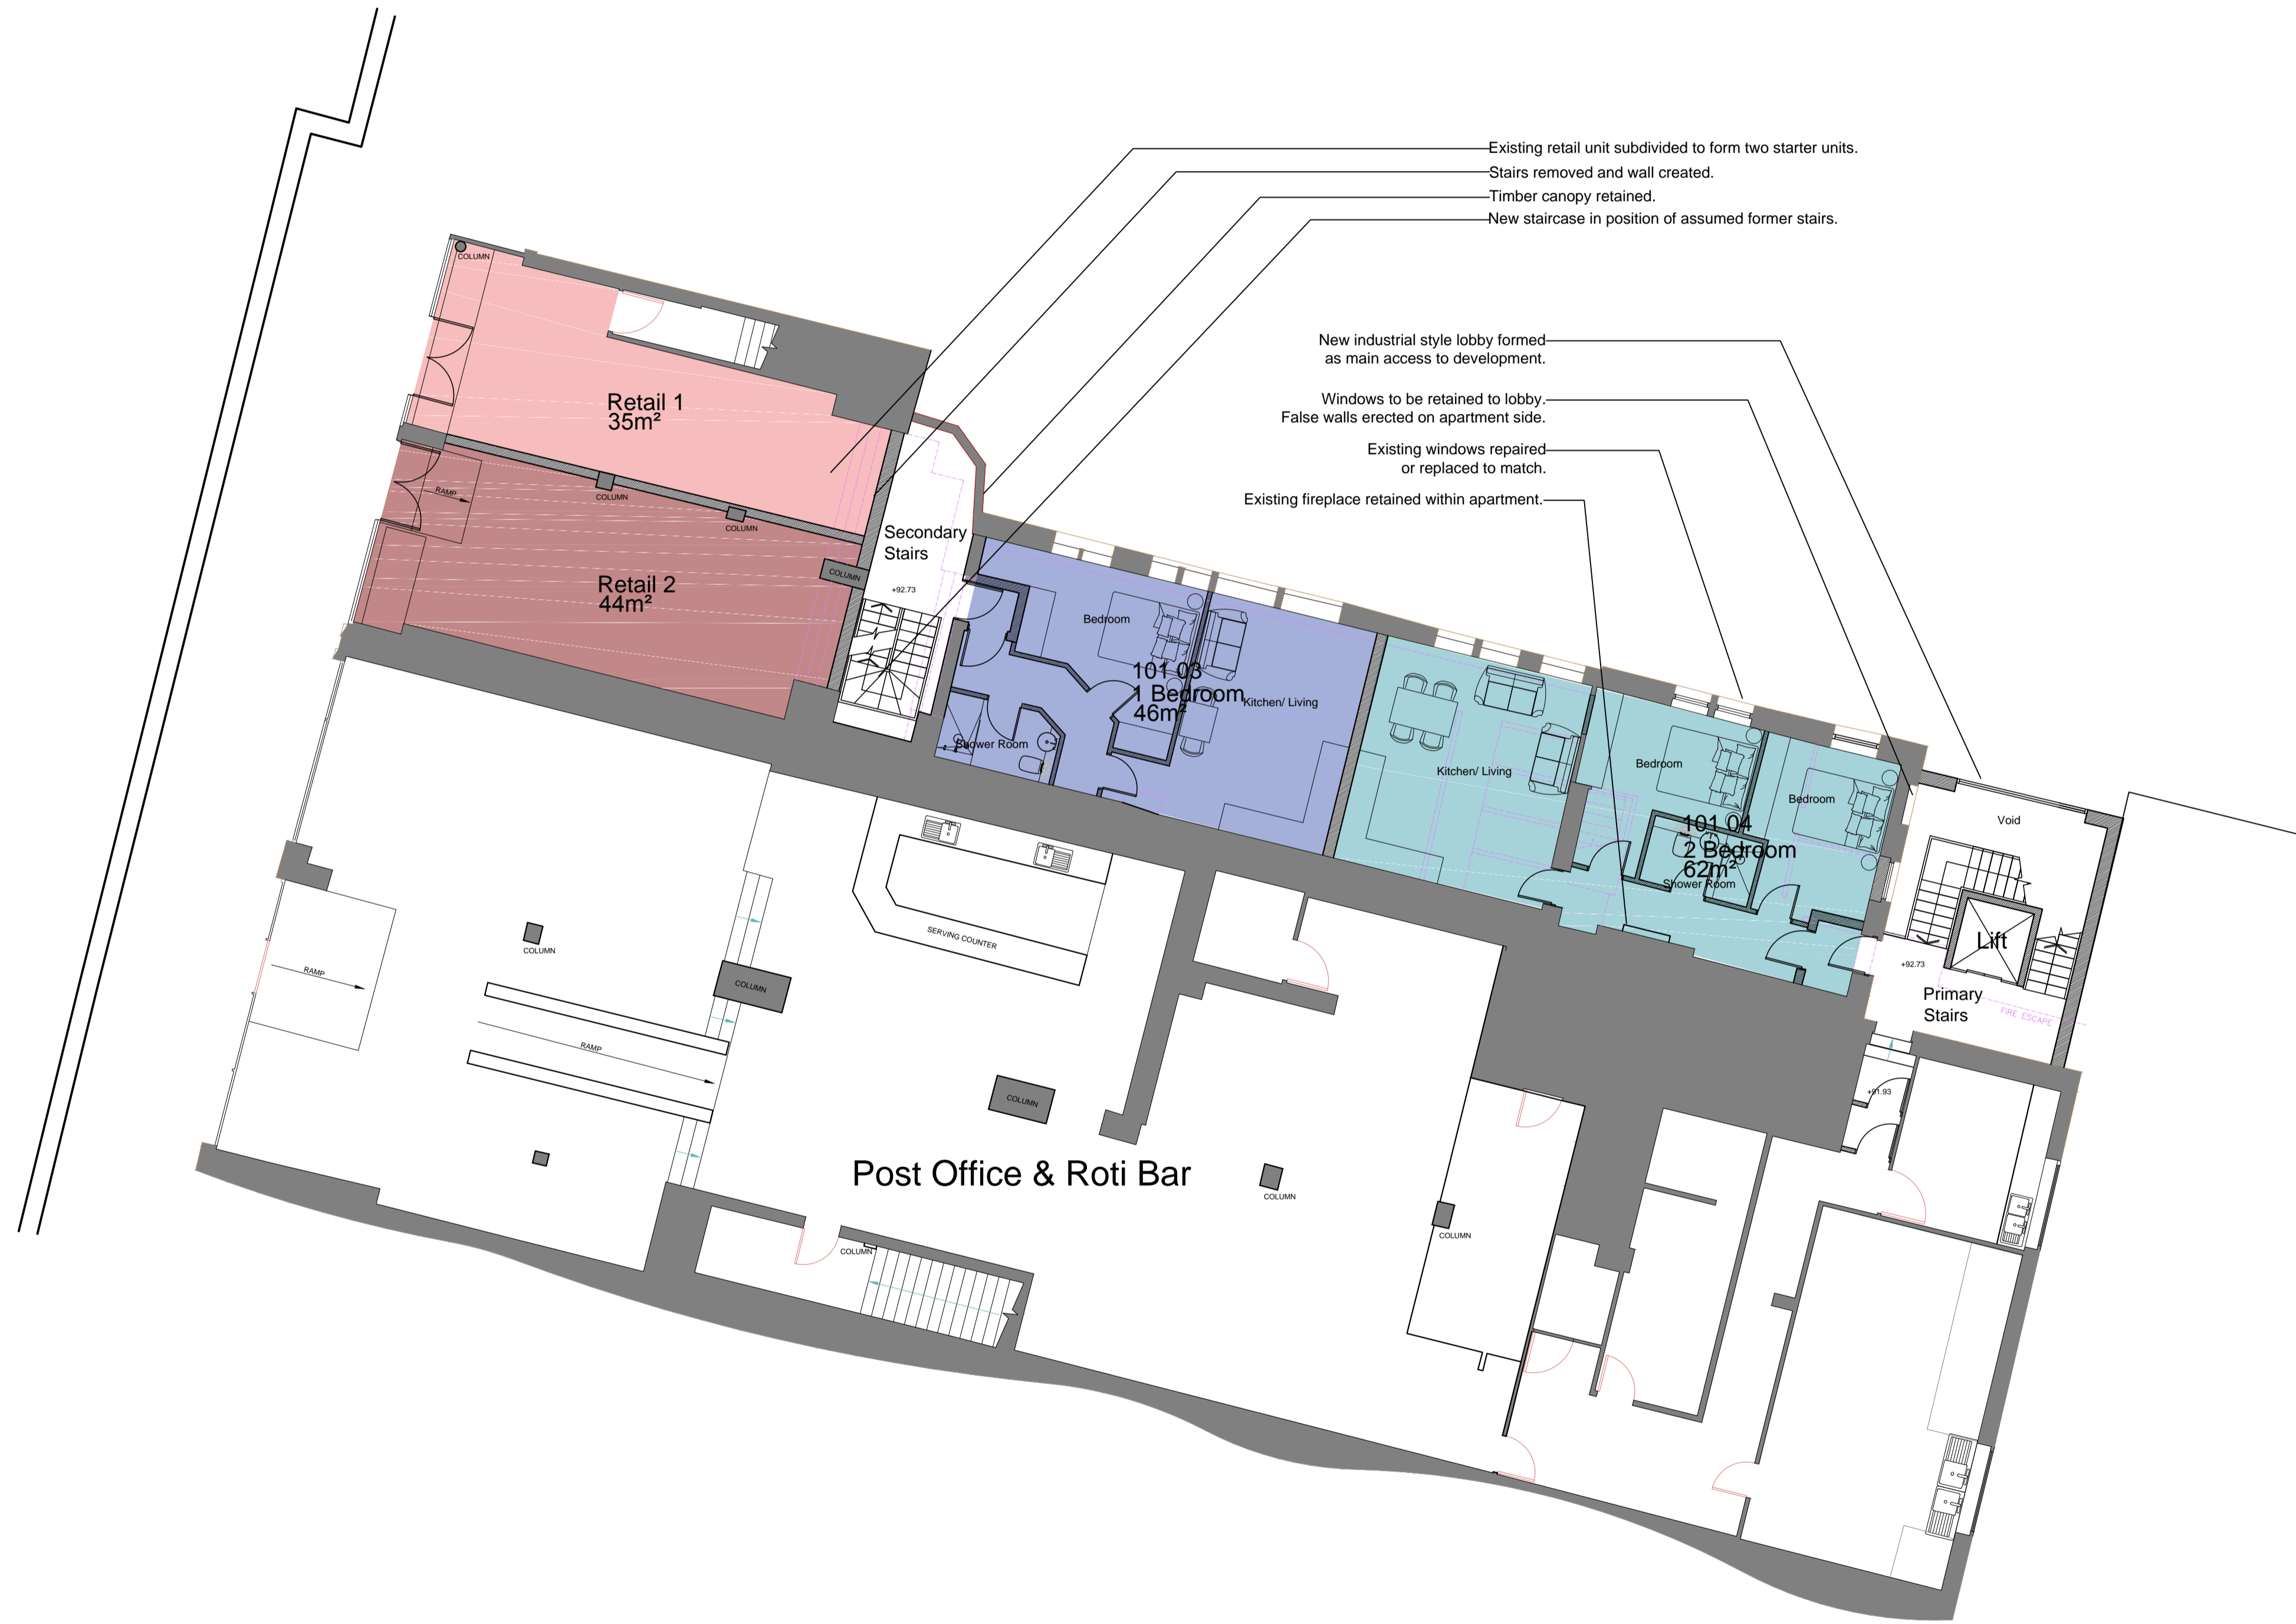 Existing retail unit subdivided to form two starter units.
Stairs removed and wall created.
Timber canopy retained.
New staircase in position of assumed former stairs.
New industrial style lobby formed
as main access to development.
Windows to be retained to lobby.
False walls erected on apartment side.
Existing windows repaired
or replaced to match.
Existing fireplace retained within apartment.
COLUMN
Retail 1
35m²
RAMP
COLUMN
COLUMN
COLUMN
Retail 2
44m²
Secondary
Stairs
+92.73
Bedroom
101 03
1 Bedroom
46m²
Kitchen/ Living
Shower Room
Kitchen/ Living
Bedroom
Bedroom
101 04
2 Bedroom
62m²
Shower Room
Void
Lift
+92.73
Primary
Stairs
FIRE ESCAPE
+91.93
SERVING COUNTER
COLUMN
RAMP
COLUMN
RAMP
COLUMN
Post Office & Roti Bar
COLUMN
COLUMN
COLUMN